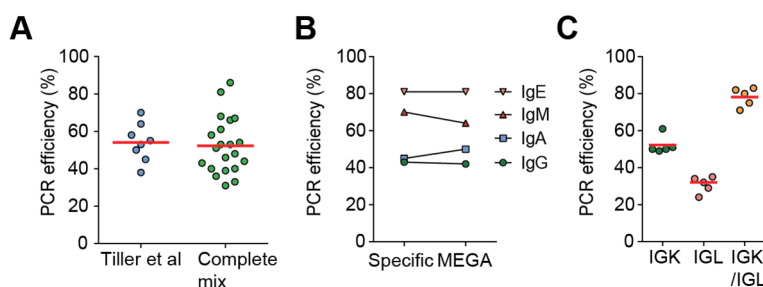 A
PCR efficiency (%)
100
80
60
40
20
0
Tiller et al
Complete
mix
B
PCR efficiency (%)
100
80
60
40
20
0
Specific MEGA
IgE
IgM
IgA
IgG
C
PCR efficiency (%)
100
80
60
40
20
0
IGK
IGL
IGK
/IGL